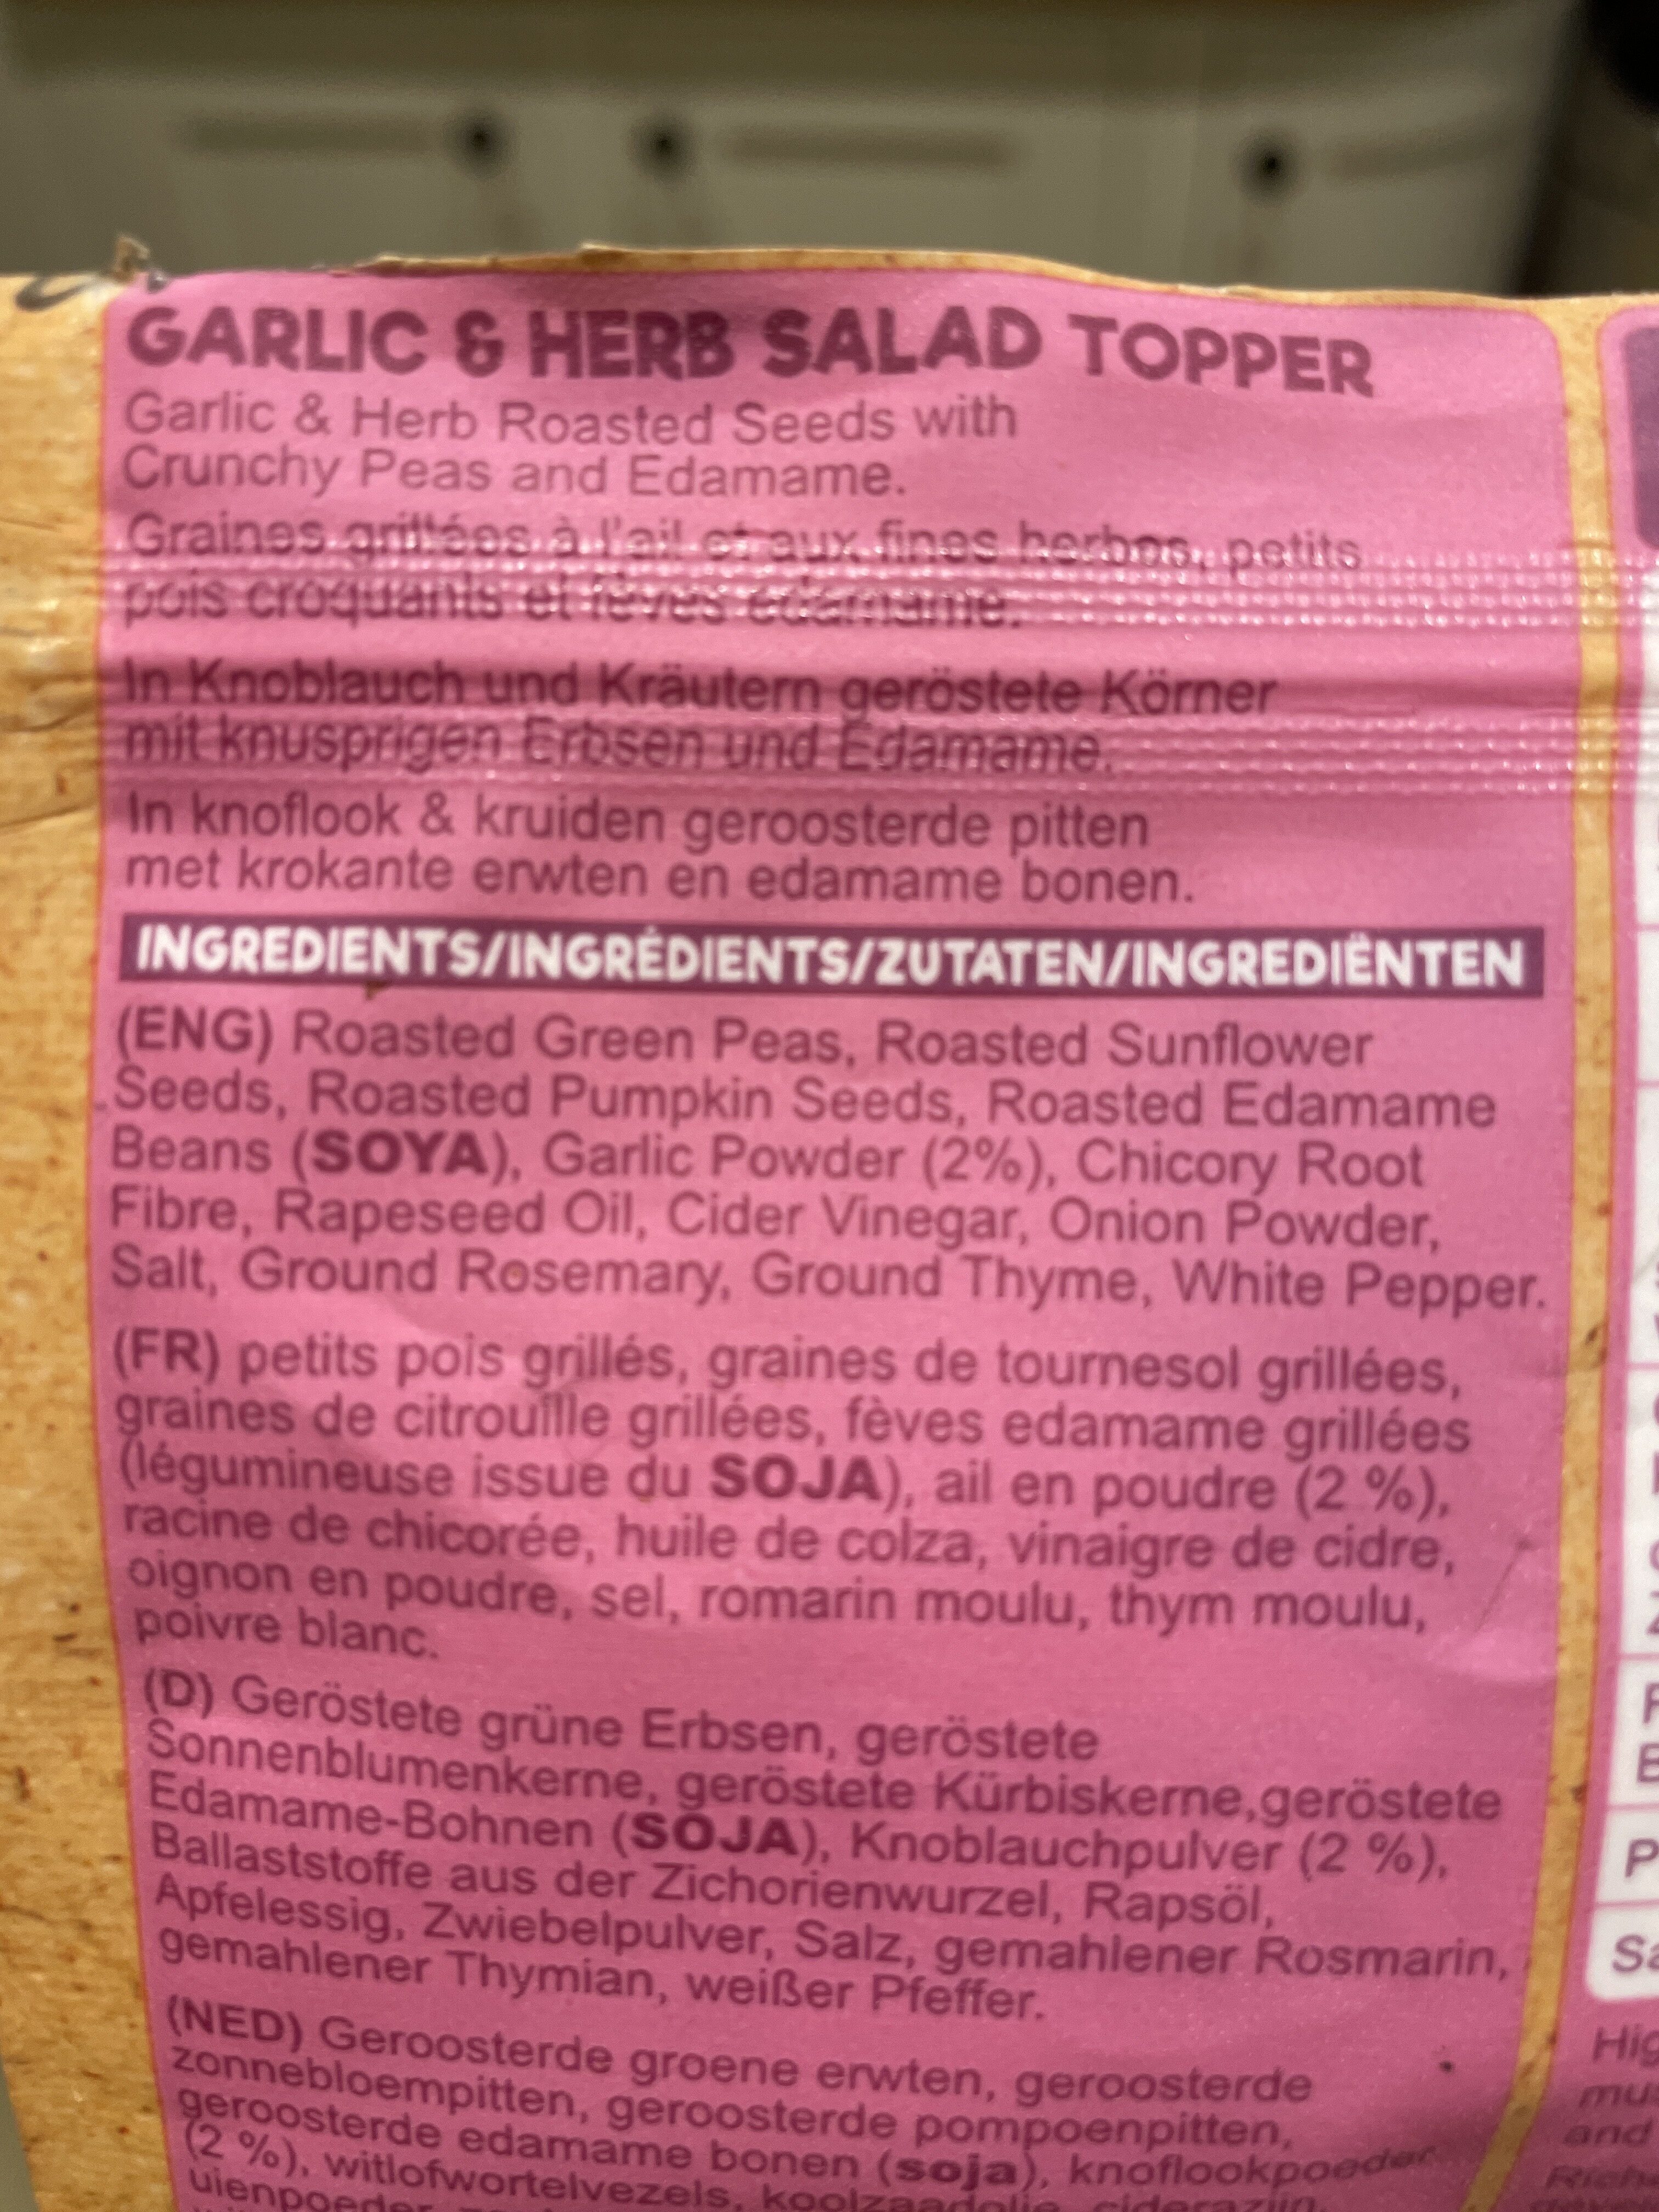 GARLIC & HERB SALAD TOPPER
Garlic & Herb Roasted Seeds with
Crunchy Peas and Edamame.
Graines grillées à l'ail et aux fines herbes, petits
pois croquants et fèves edamame.
In Knoblauch und Kräutern geröstete Körner
mit knusprigen Erbsen und Edamame.
In knoflook & kruiden geroosterde pitten
met krokante erwten en edamame bonen.
INGREDIENTS/INGRÉDIENTS/ZUTATEN/INGREDIËNTEN
(ENG) Roasted Green Peas, Roasted Sunflower
Seeds, Roasted Pumpkin Seeds, Roasted Edamame
Beans (SOYA), Garlic Powder (2%), Chicory Root
Fibre, Rapeseed Oil, Cider Vinegar, Onion Powder,
Salt, Ground Rosemary, Ground Thyme, White Pepper.
(FR) petits pois grillés, graines de tournesol grillées,
graines de citrouille grillées, fèves edamame grillées
(légumineuse issue du SOJA), ail en poudre (2 %),
racine de chicorée, huile de colza, vinaigre de cidre,
oignon en poudre, sel, romarin moulu, thym moulu,
poivre blanc.
(D) Geröstete grüne Erbsen, geröstete
Sonnenblumenkerne, geröstete Kürbiskerne,geröstete
Edamame-Bohnen (SOJA), Knoblauchpulver (2 %),
Ballaststoffe aus der Zichorienwurzel, Rapsöl,
Apfelessig, Zwiebelpulver, Salz, gemahlener Rosmarin,
gemahlener Thymian, weißer Pfeffer.
(NED) Geroosterde groene erwten, geroosterde
zonnebloempitten, geroosterde pompoenpitten,
geroosterde edamame bonen (soja), knoflookpoeder
(2 %), witlofwortelvezels, koolzaadolie, ciderazijn,
uienpoeder,
Hig
mus
and